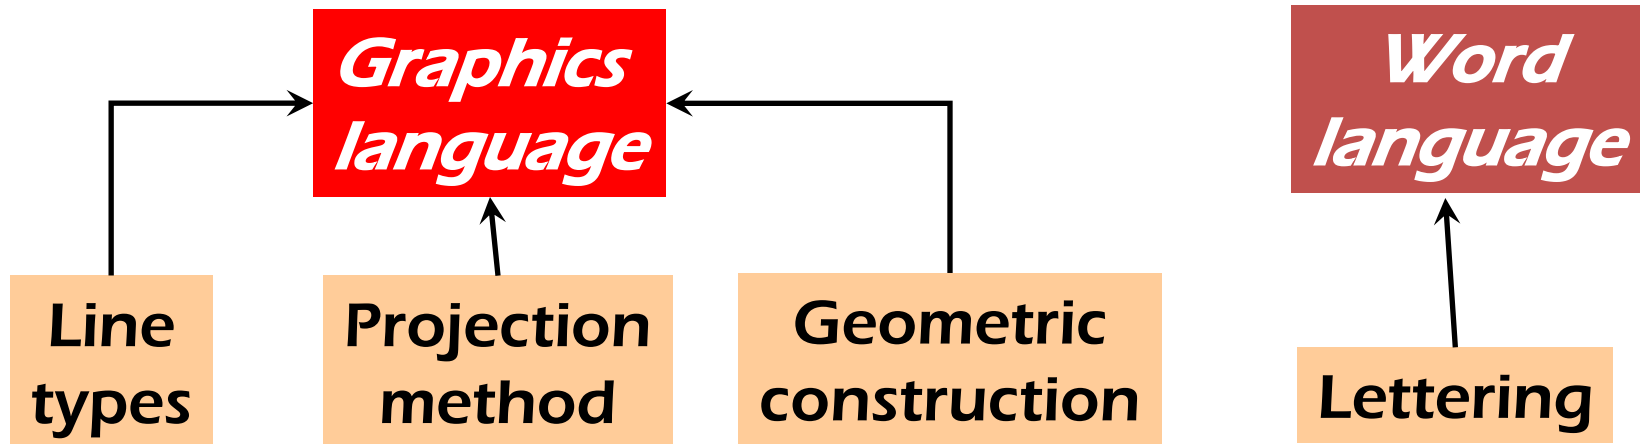 Graphics
language
Word
language
Line
types
Projection
method
Geometric
construction
Lettering